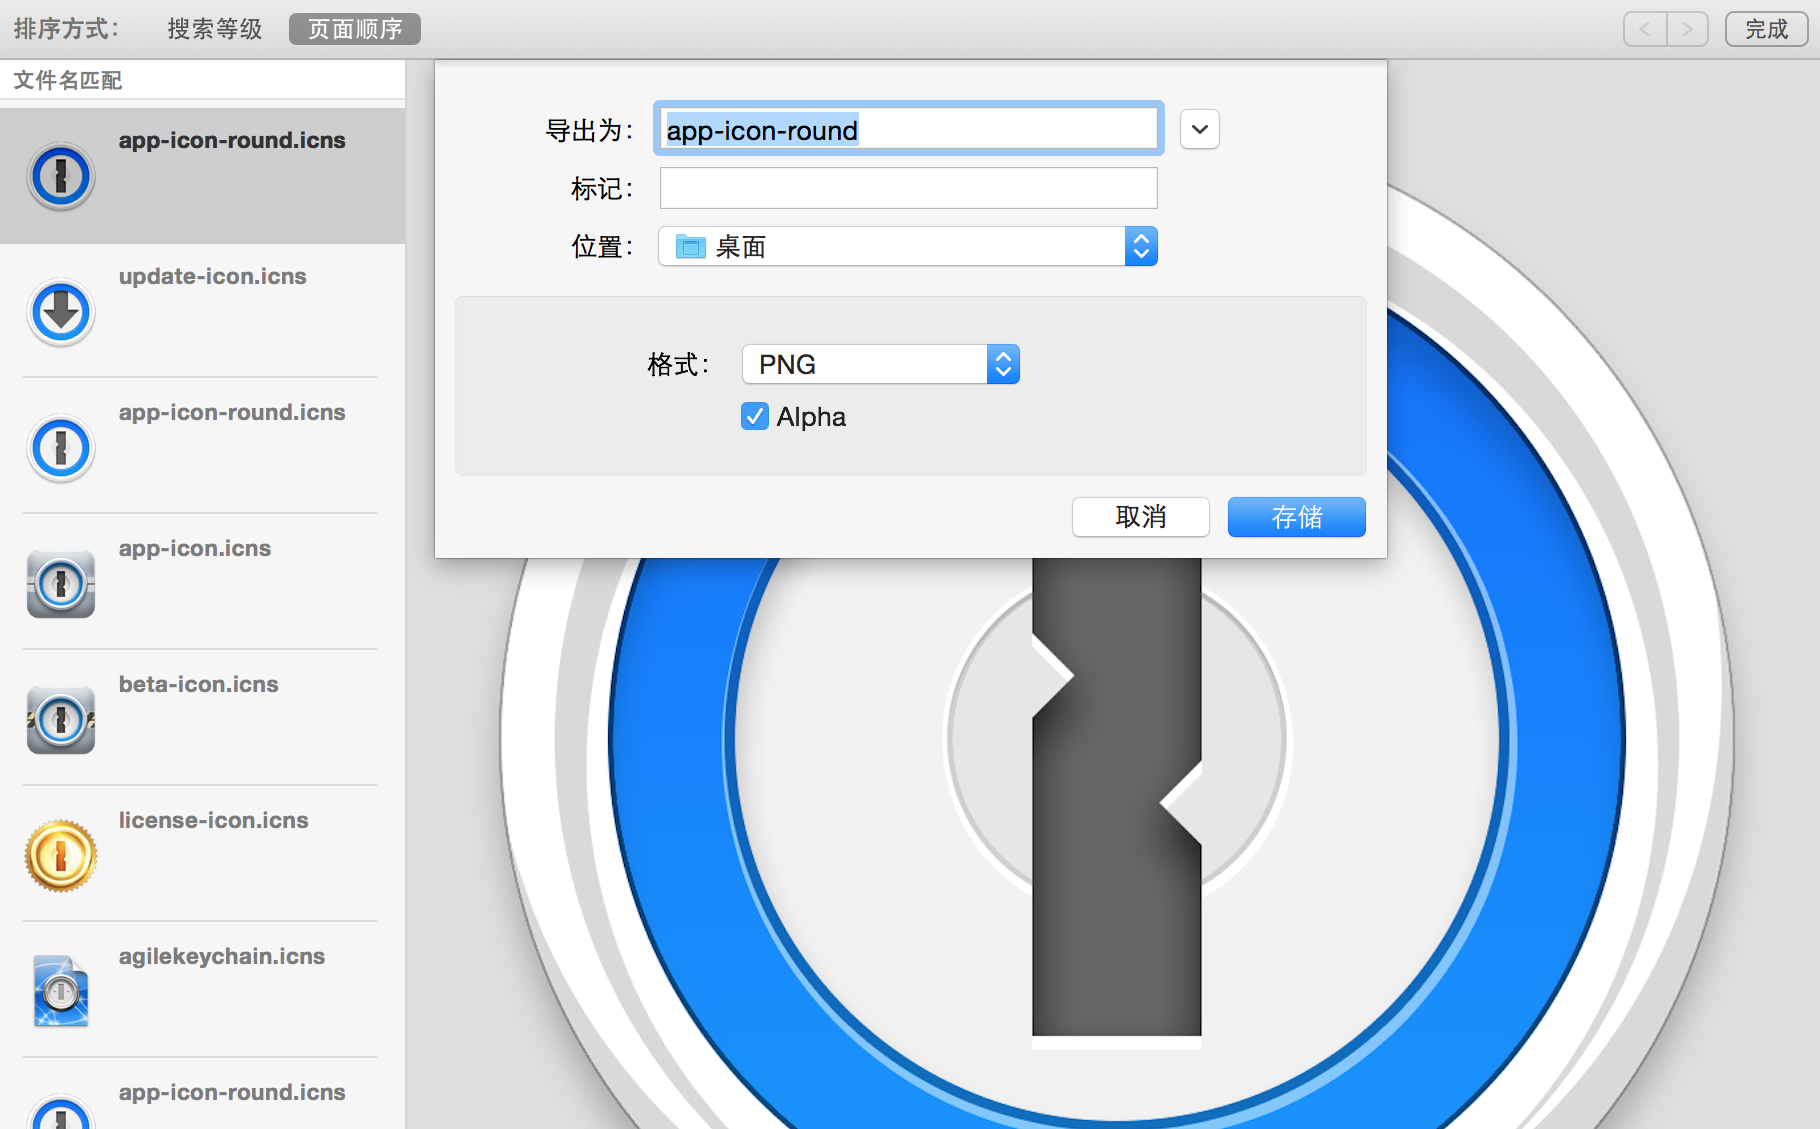 排序方式： 搜索等级 页面顺序 < > 完成
文件名匹配
app-icon-round.icns
update-icon.icns
app-icon-round.icns
app-icon.icns
beta-icon.icns
license-icon.icns
agilekeychain.icns
app-icon-round.icns
导出为： app-icon-round
标记：
位置： 桌面
格式： PNG
Alpha
取消 存储